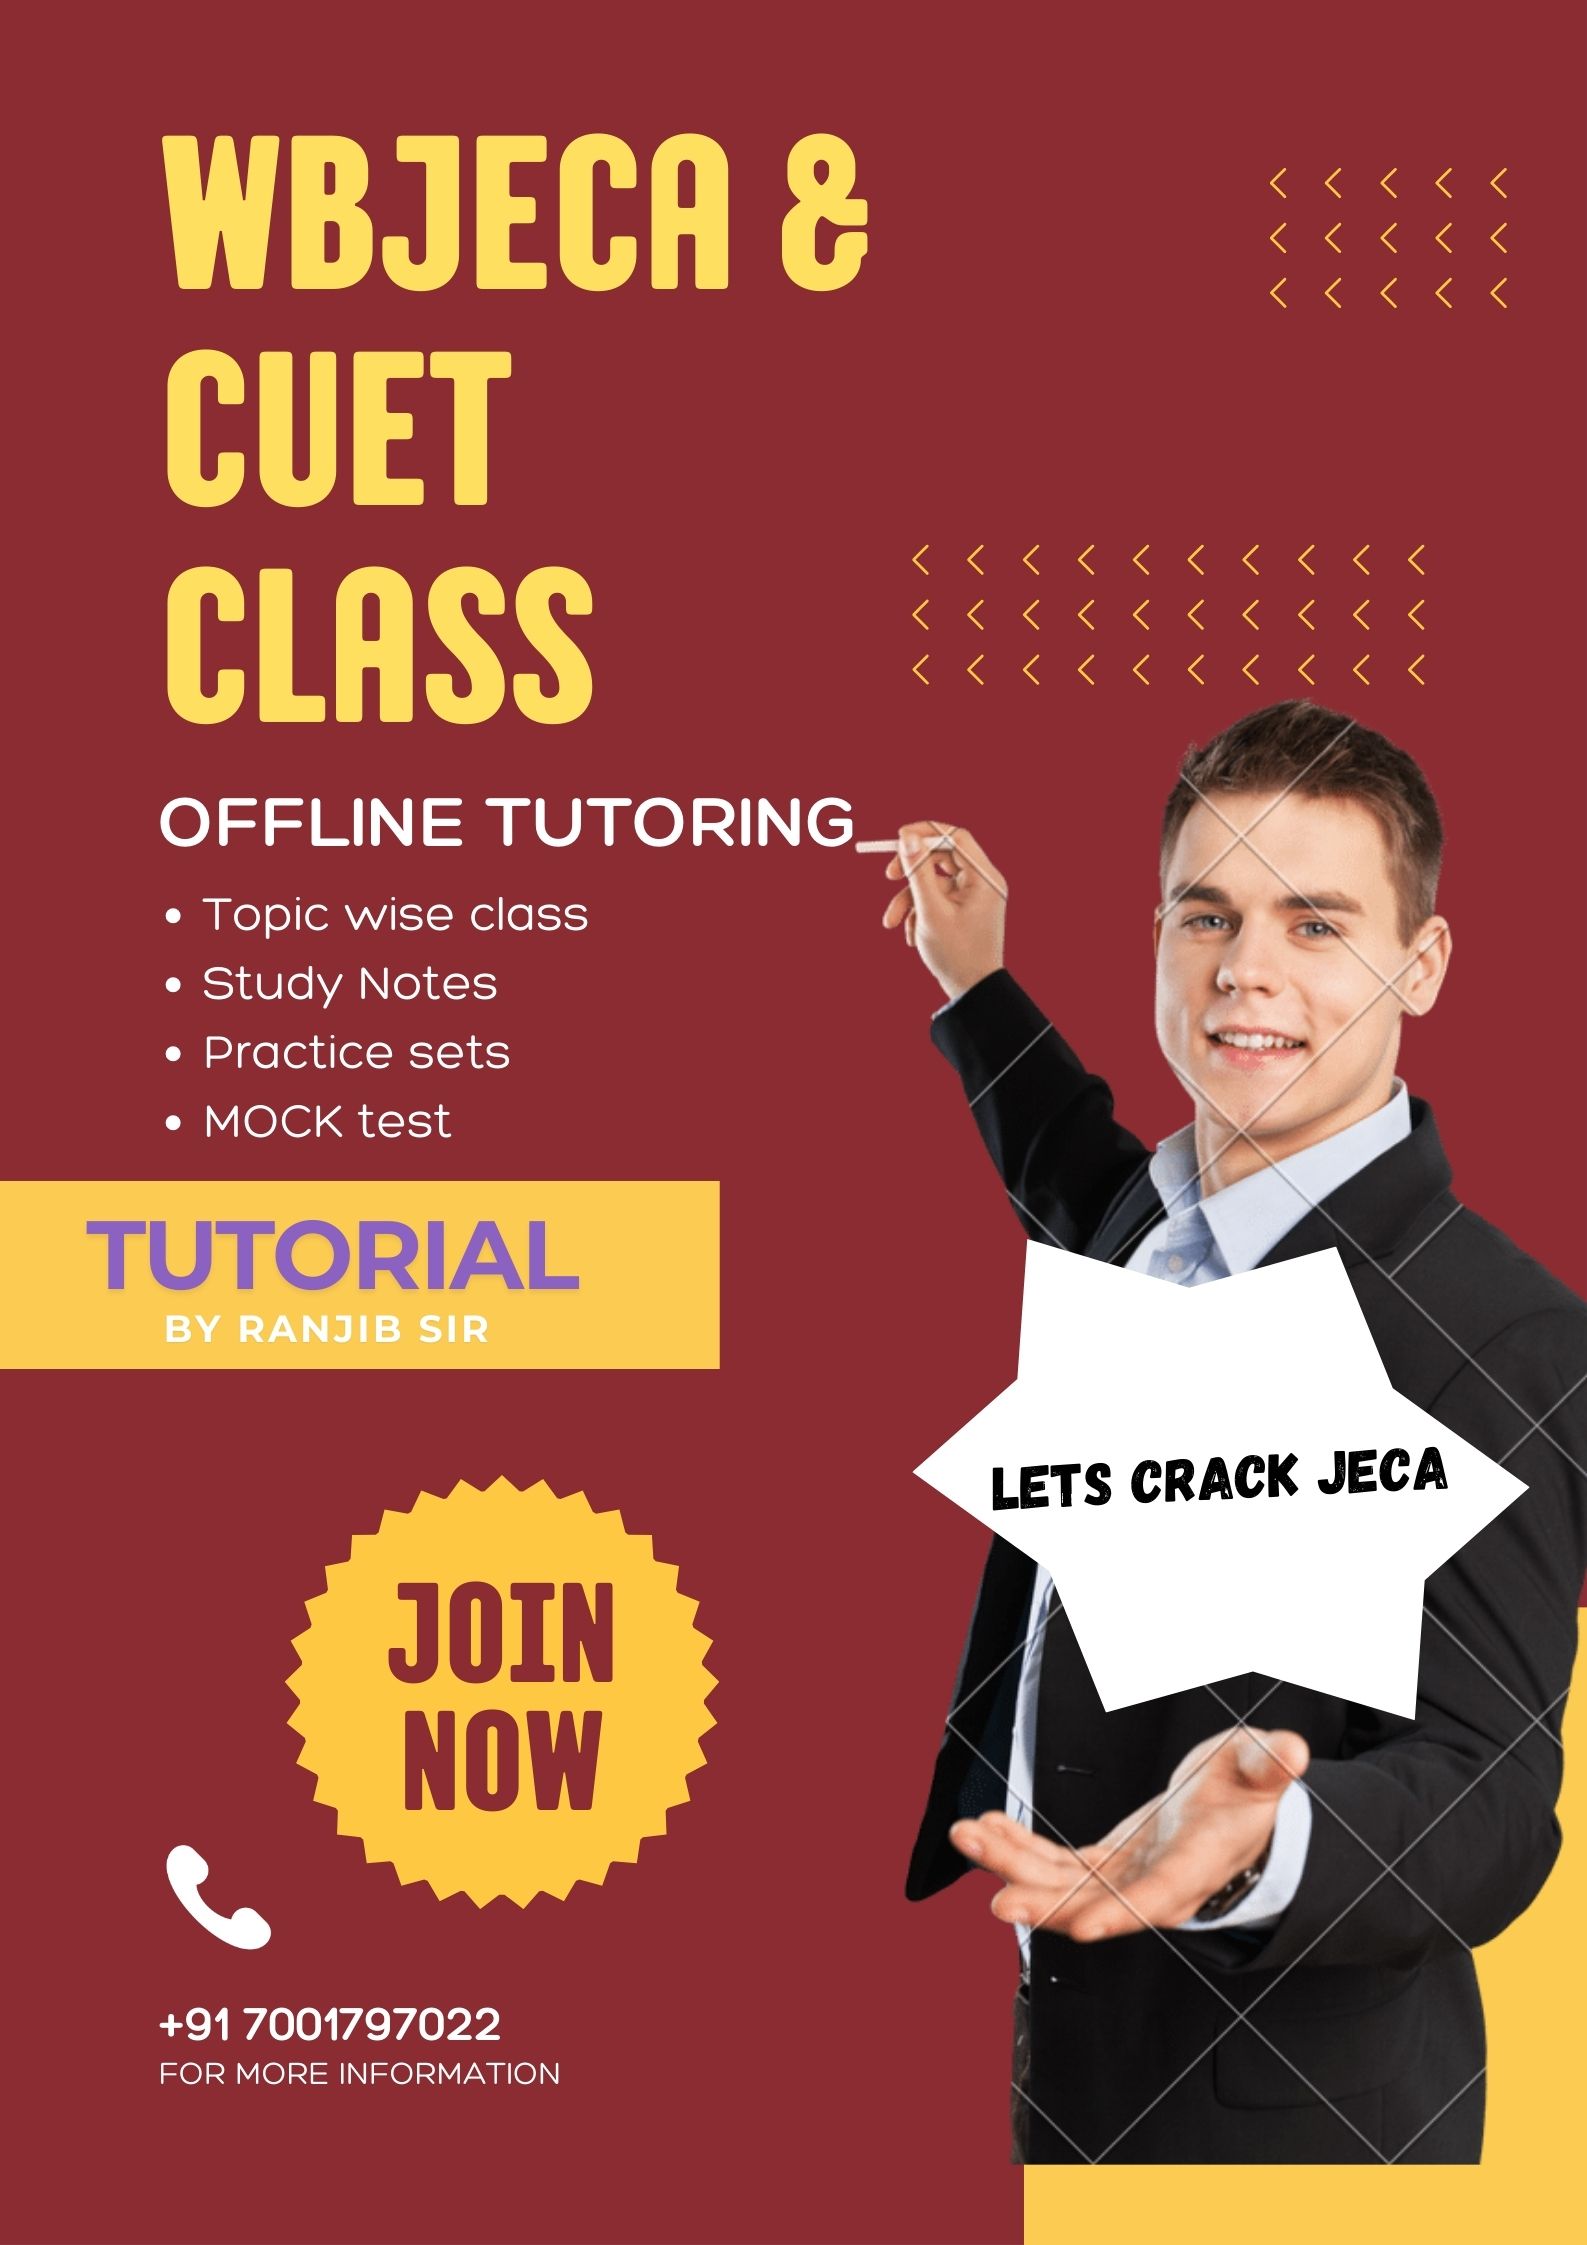 WBJECA &
CUET
CLASS
OFFLINE TUTORING
• Topic wise class
• Study Notes
• Practice sets
• MOCK test
TUTORIAL
BY RANJIB SIR
LETS CRACK JECA
JOIN
NOW
+91 7001797022
FOR MORE INFORMATION